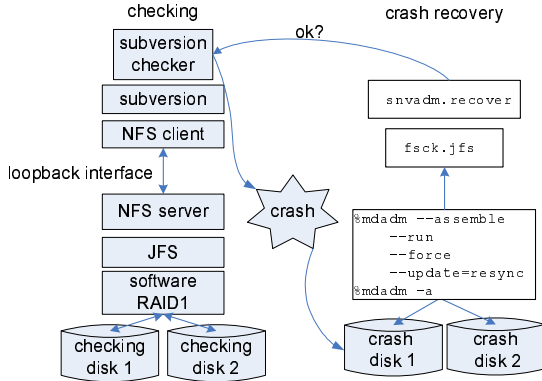 checking
crash recovery
ok?
subversion
checker
snvadm.recover
subversion
NFS client
fsck.jfs
loopback interface
NFS server
crash
%mdadm --assemble
--run
--force
--update=resync
%mdadm -a
JFS
software
RAID1
checking
disk 1
checking
disk 2
crash
disk 1
crash
disk 2